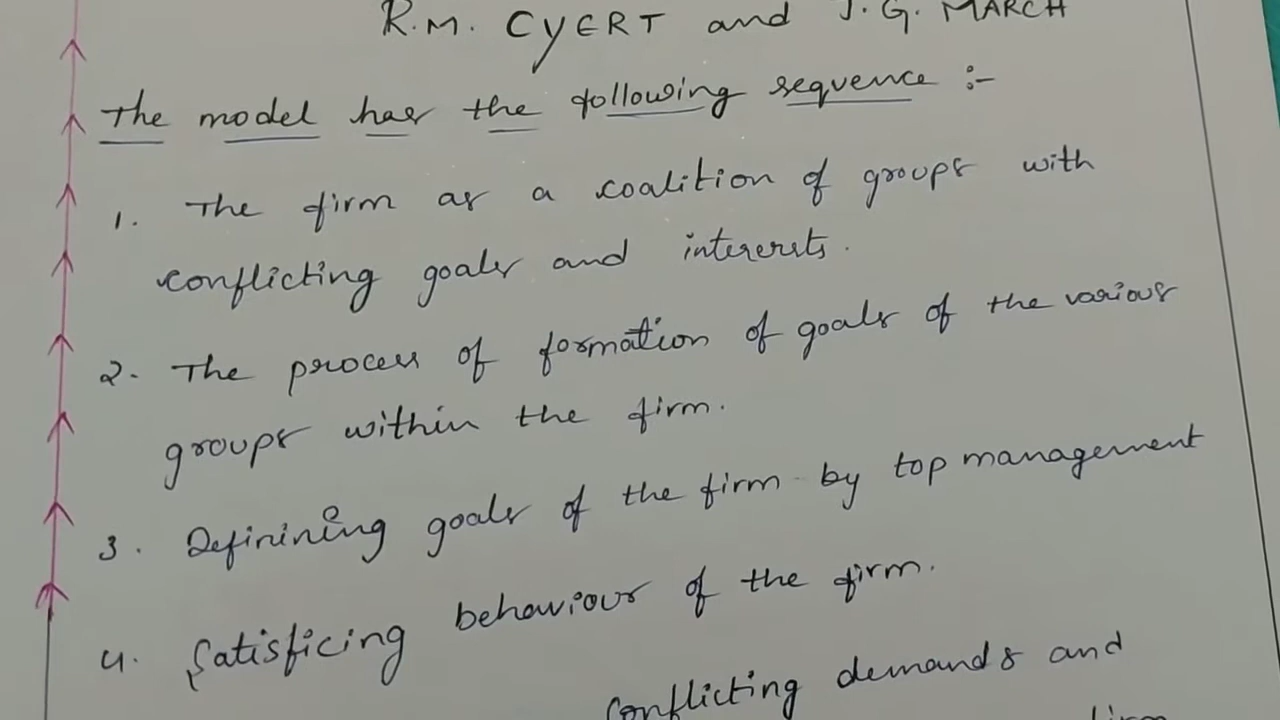 R.M. CYERT and J.G. MARCH
The model has the following sequence :-
1. The firm as a coalition of groups with
conflicting goals and interests.
2. The process of formation of goals of the various
groups within the firm.
3. Definining goals of the firm by top management
4. Satisficing behaviour of the firm.
Conflicting demands and
firm